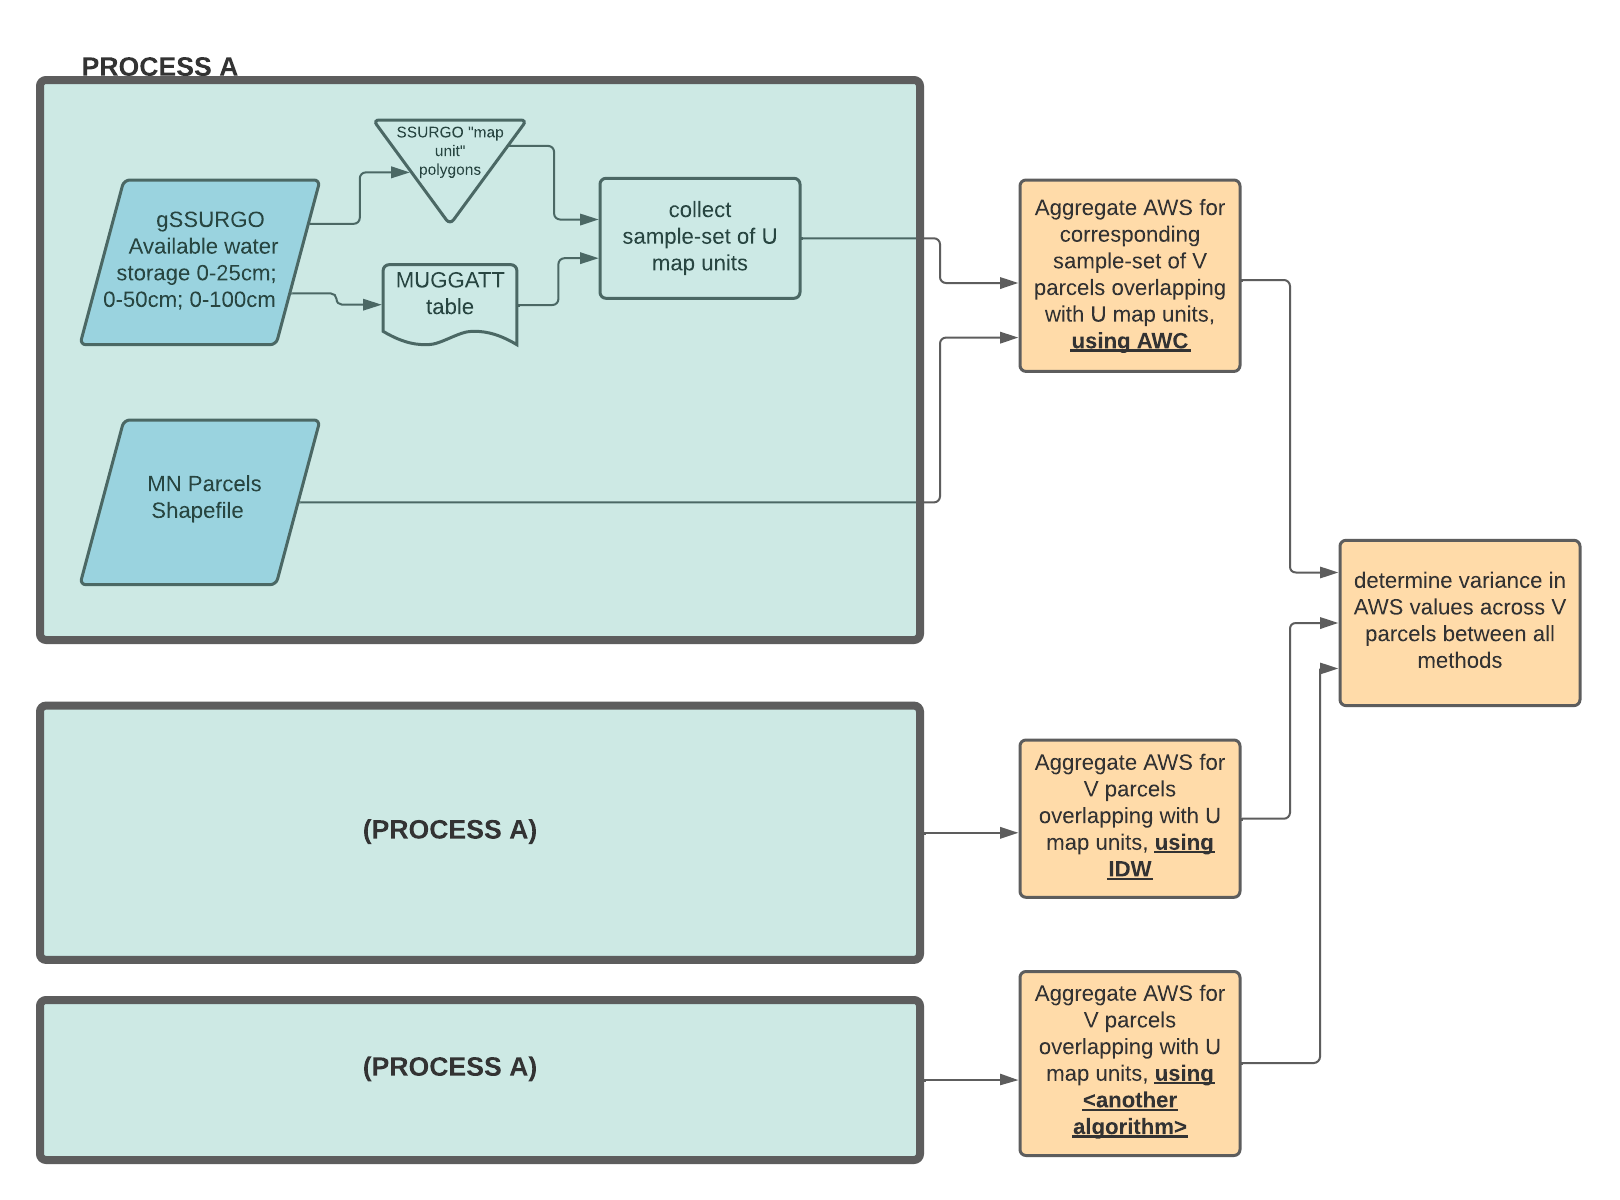 PROCESS A
SSURGO "map
unit"
polygons
gSSURGO
Available water
storage 0-25cm;
0-50cm; 0-100cm
MUGGATT
table
collect
sample-set of U
map units
MN Parcels
Shapefile
Aggregate AWS for
corresponding
sample-set of V
parcels overlapping
with U map units,
using AWC
determine variance in
AWS values across V
parcels between all
methods
(PROCESS A)
Aggregate AWS for
V parcels
overlapping with U
map units, using
IDW
(PROCESS A)
Aggregate AWS for
V parcels
overlapping with U
map units, using
<another
algorithm>